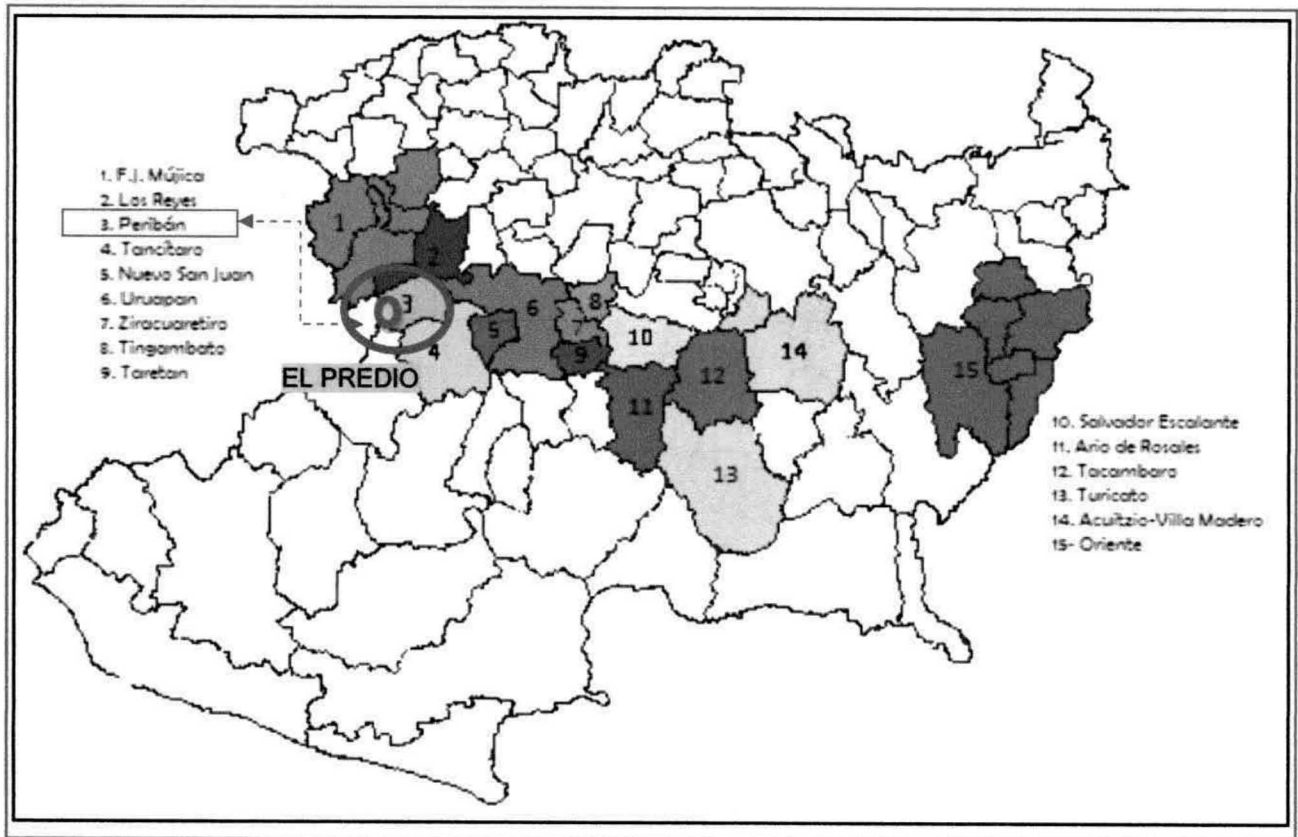 1. F.J. Mújica
2. Los Reyes
3. Peribán
4. Tancítaro
5. Nuevo San Juan
6. Uruapan
7. Ziracuaretiro
8. Tingambato
9. Taretan
1
2
3
4
5
6
7
8
9
10
11
12
13
14
15
EL PREDIO
10. Salvador Escalante
11. Ario de Rosales
12. Tacambaro
13. Turicato
14. Acuítzio-Villa Madero
15- Oriente